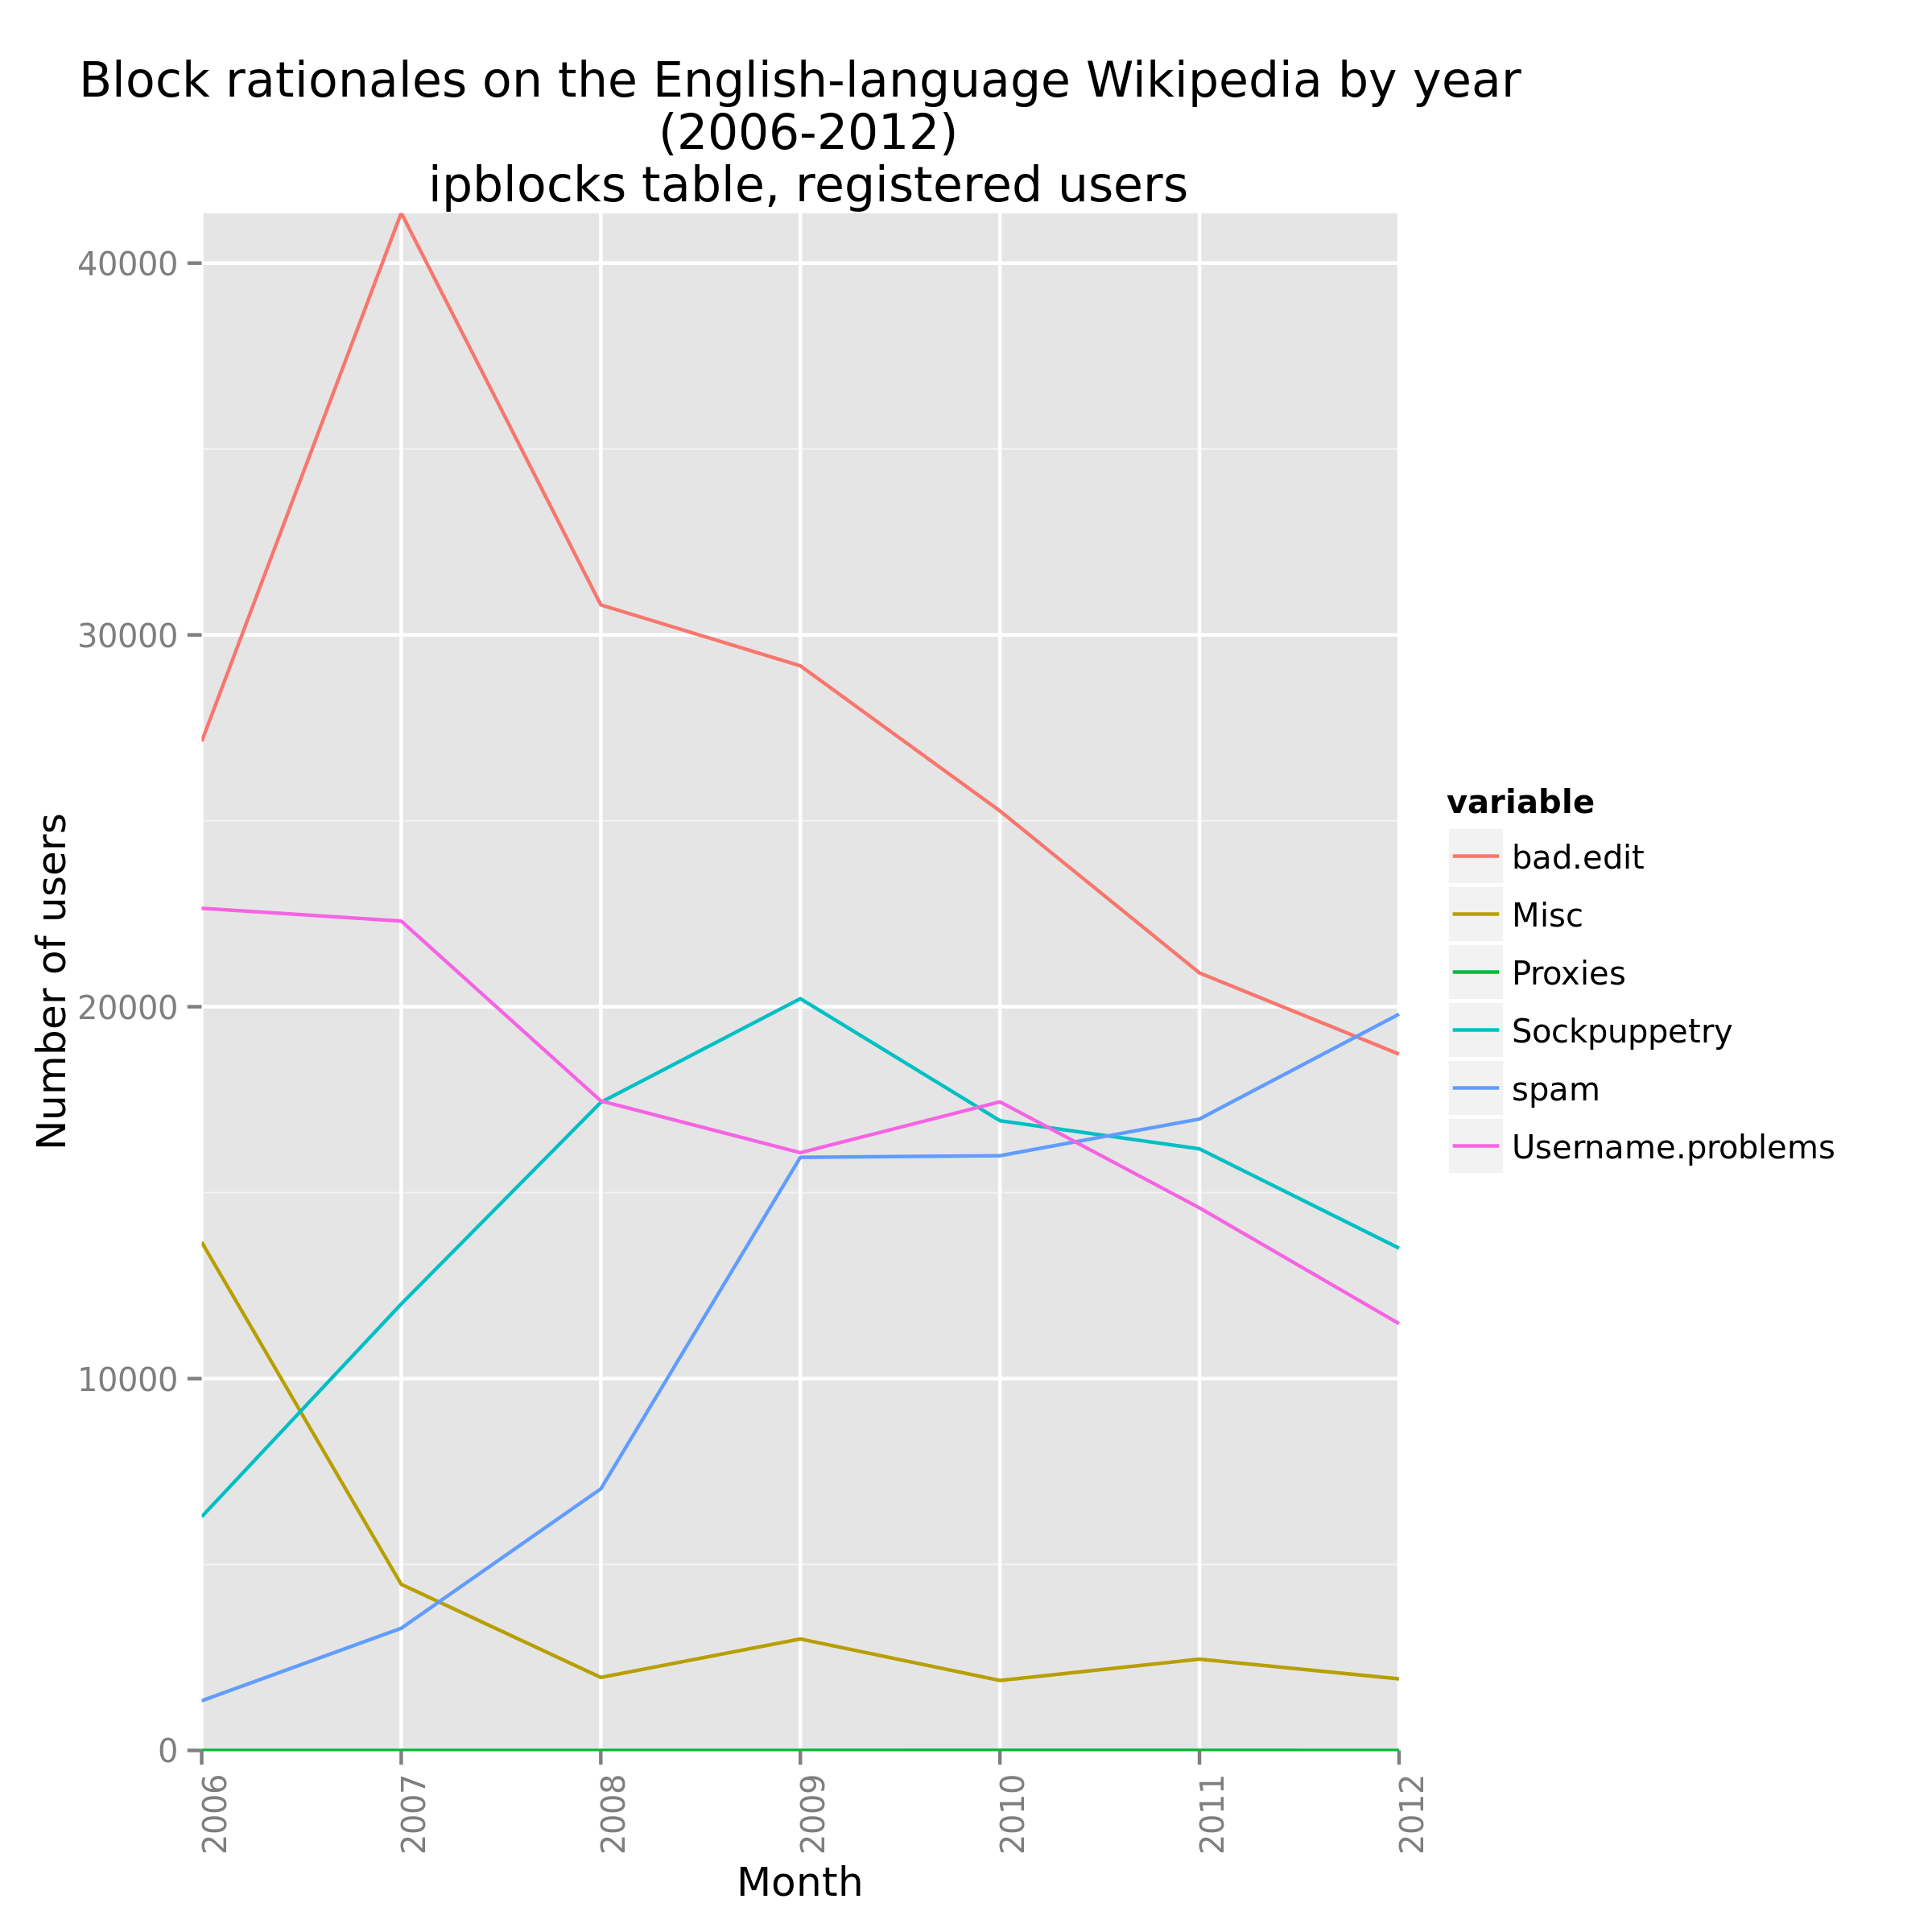 Block rationales on the English-language Wikipedia by year
(2006-2012)
ipblocks table, registered users
Number of users
40000
30000
20000
10000
0
2006
2007
2008
2009
2010
2011
2012
Month
variable
bad.edit
Misc
Proxies
Sockpuppetry
spam
Username.problems